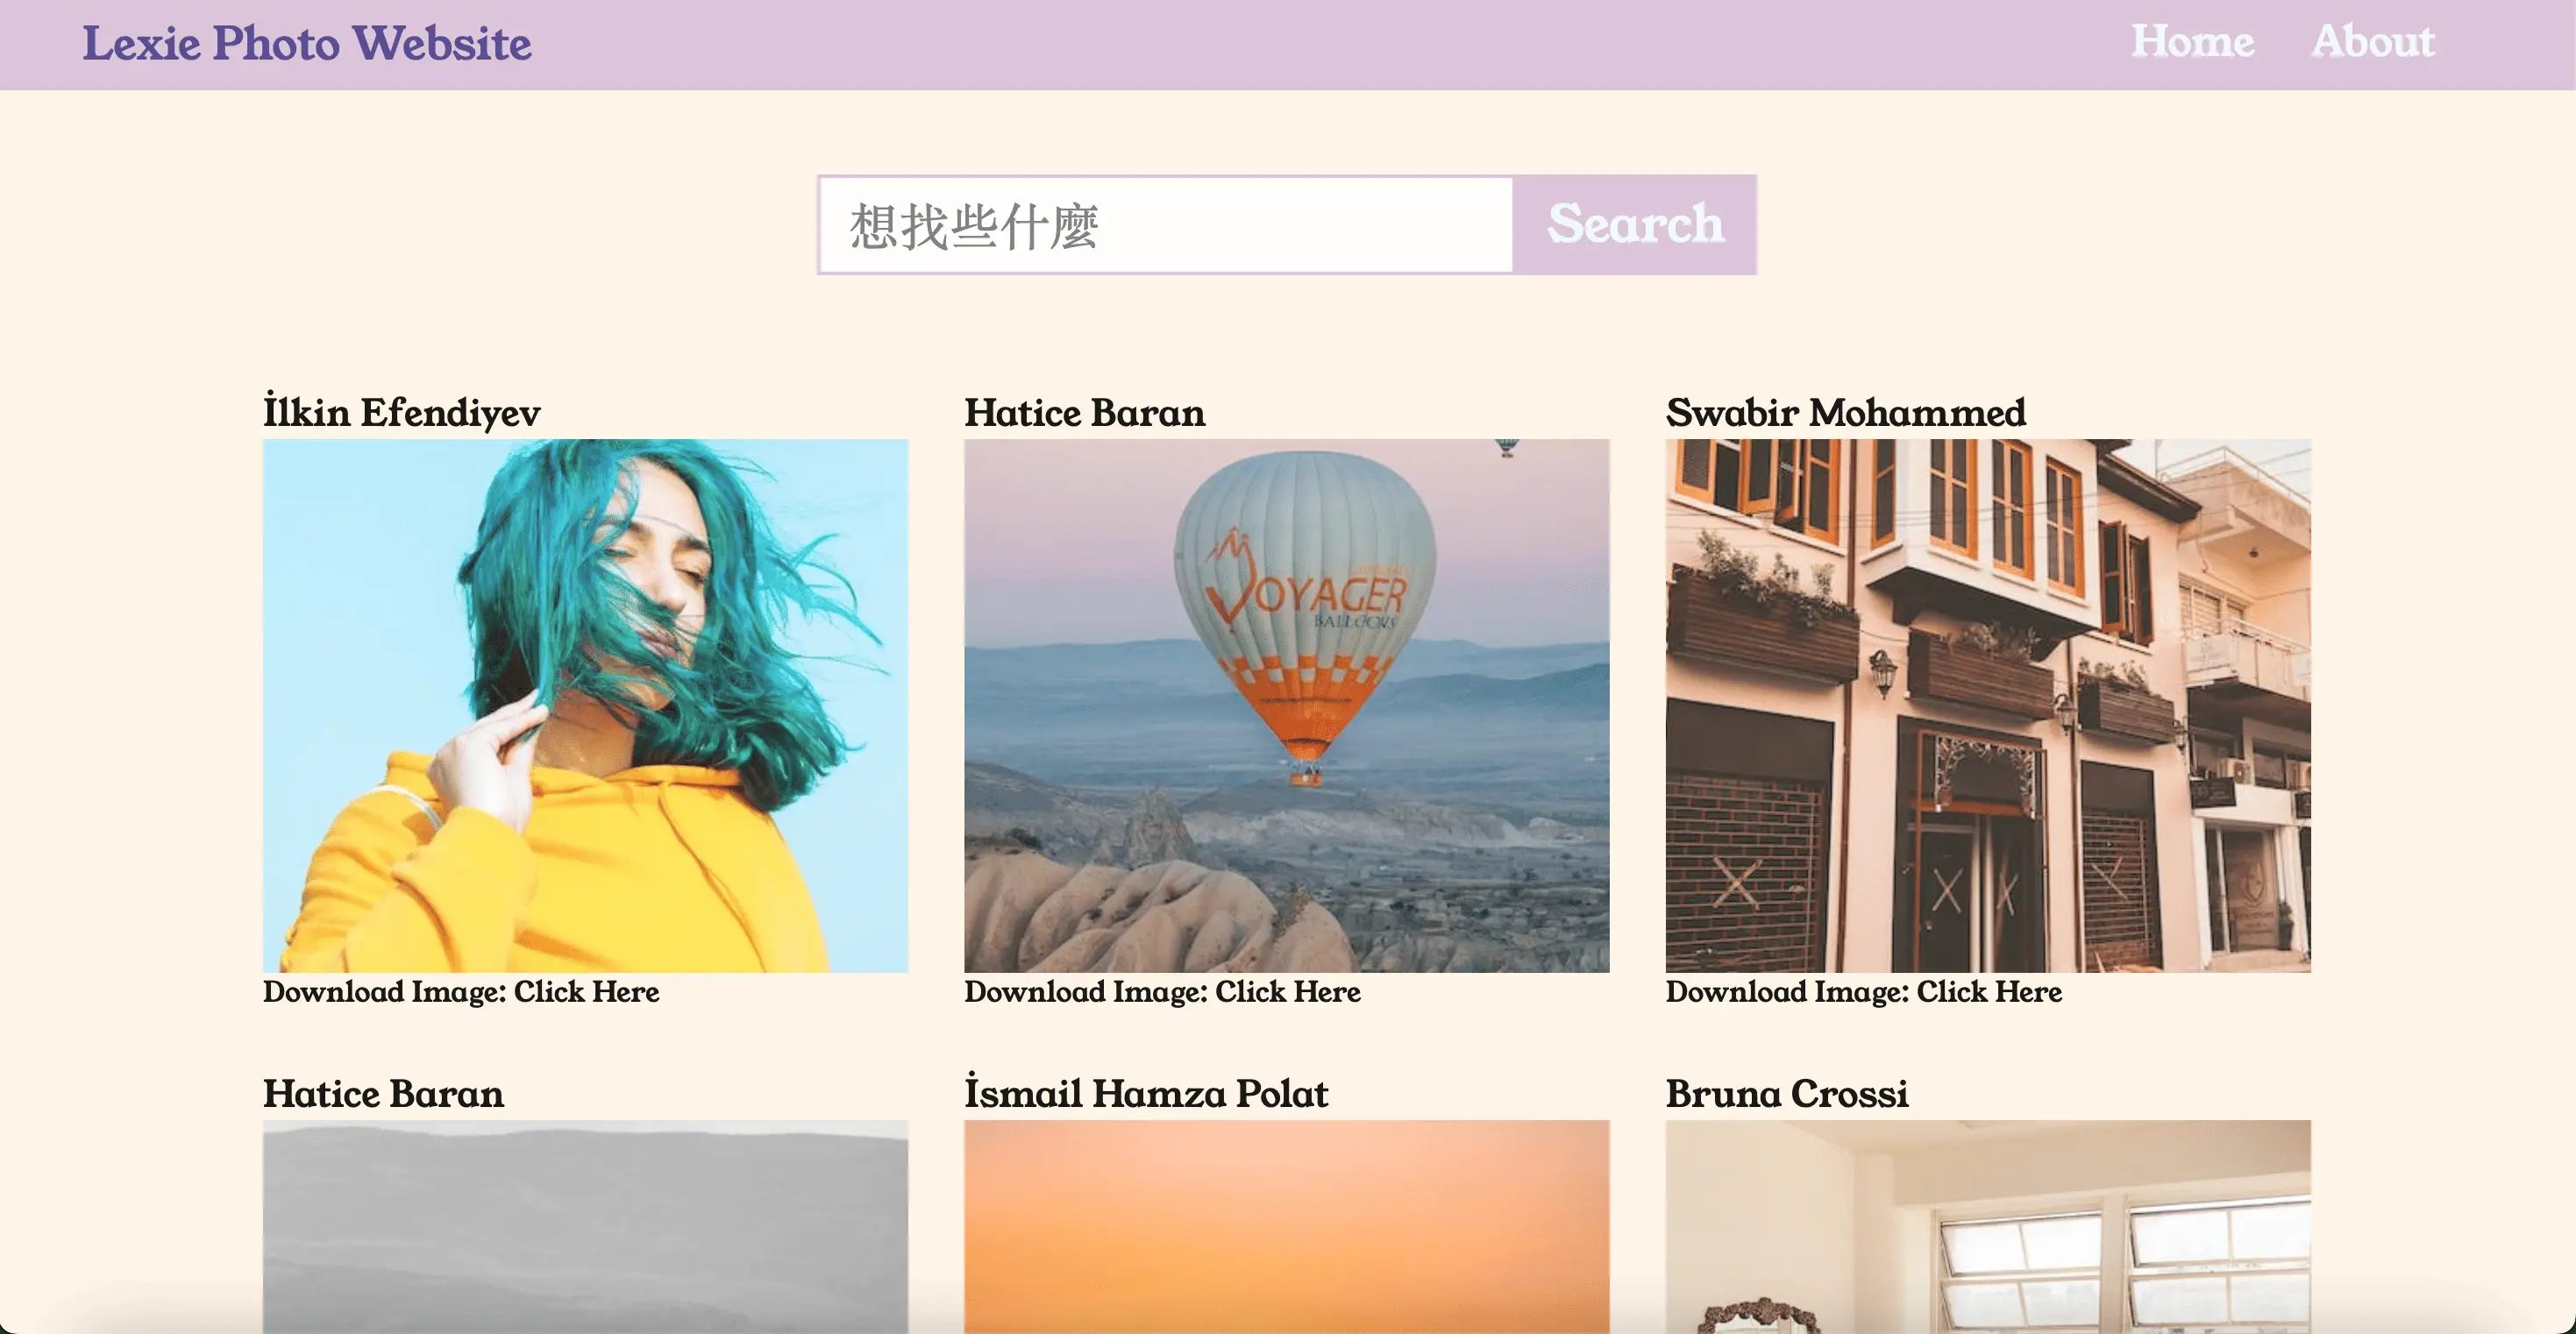 Lexie Photo Website
Home
About
想找些什麼
Search
İlkin Efendiyev
Hatice Baran
Swabir Mohammed
VOYAGER
BALLOONS
Download Image: Click Here
Download Image: Click Here
Download Image: Click Here
Hatice Baran
İsmail Hamza Polat
Bruna Crossi